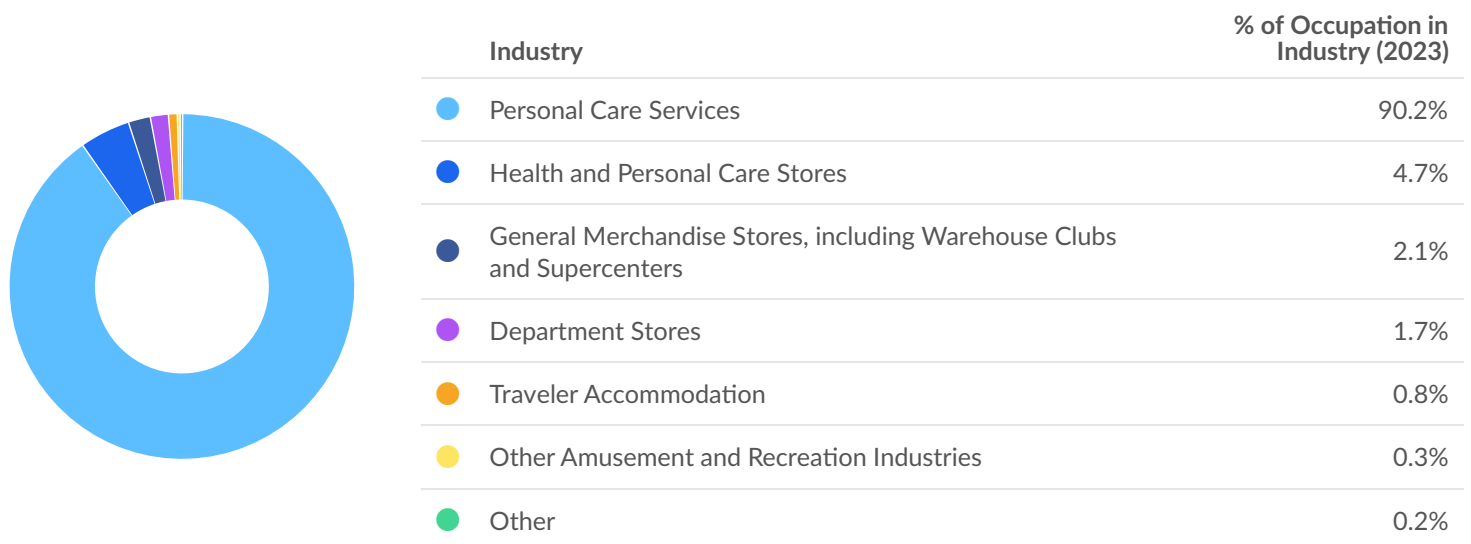 Industry
% of Occupation in
Industry (2023)
Personal Care Services
90.2%
Health and Personal Care Stores
4.7%
General Merchandise Stores, including Warehouse Clubs
and Supercenters
2.1%
Department Stores
1.7%
Traveler Accommodation
0.8%
Other Amusement and Recreation Industries
0.3%
Other
0.2%